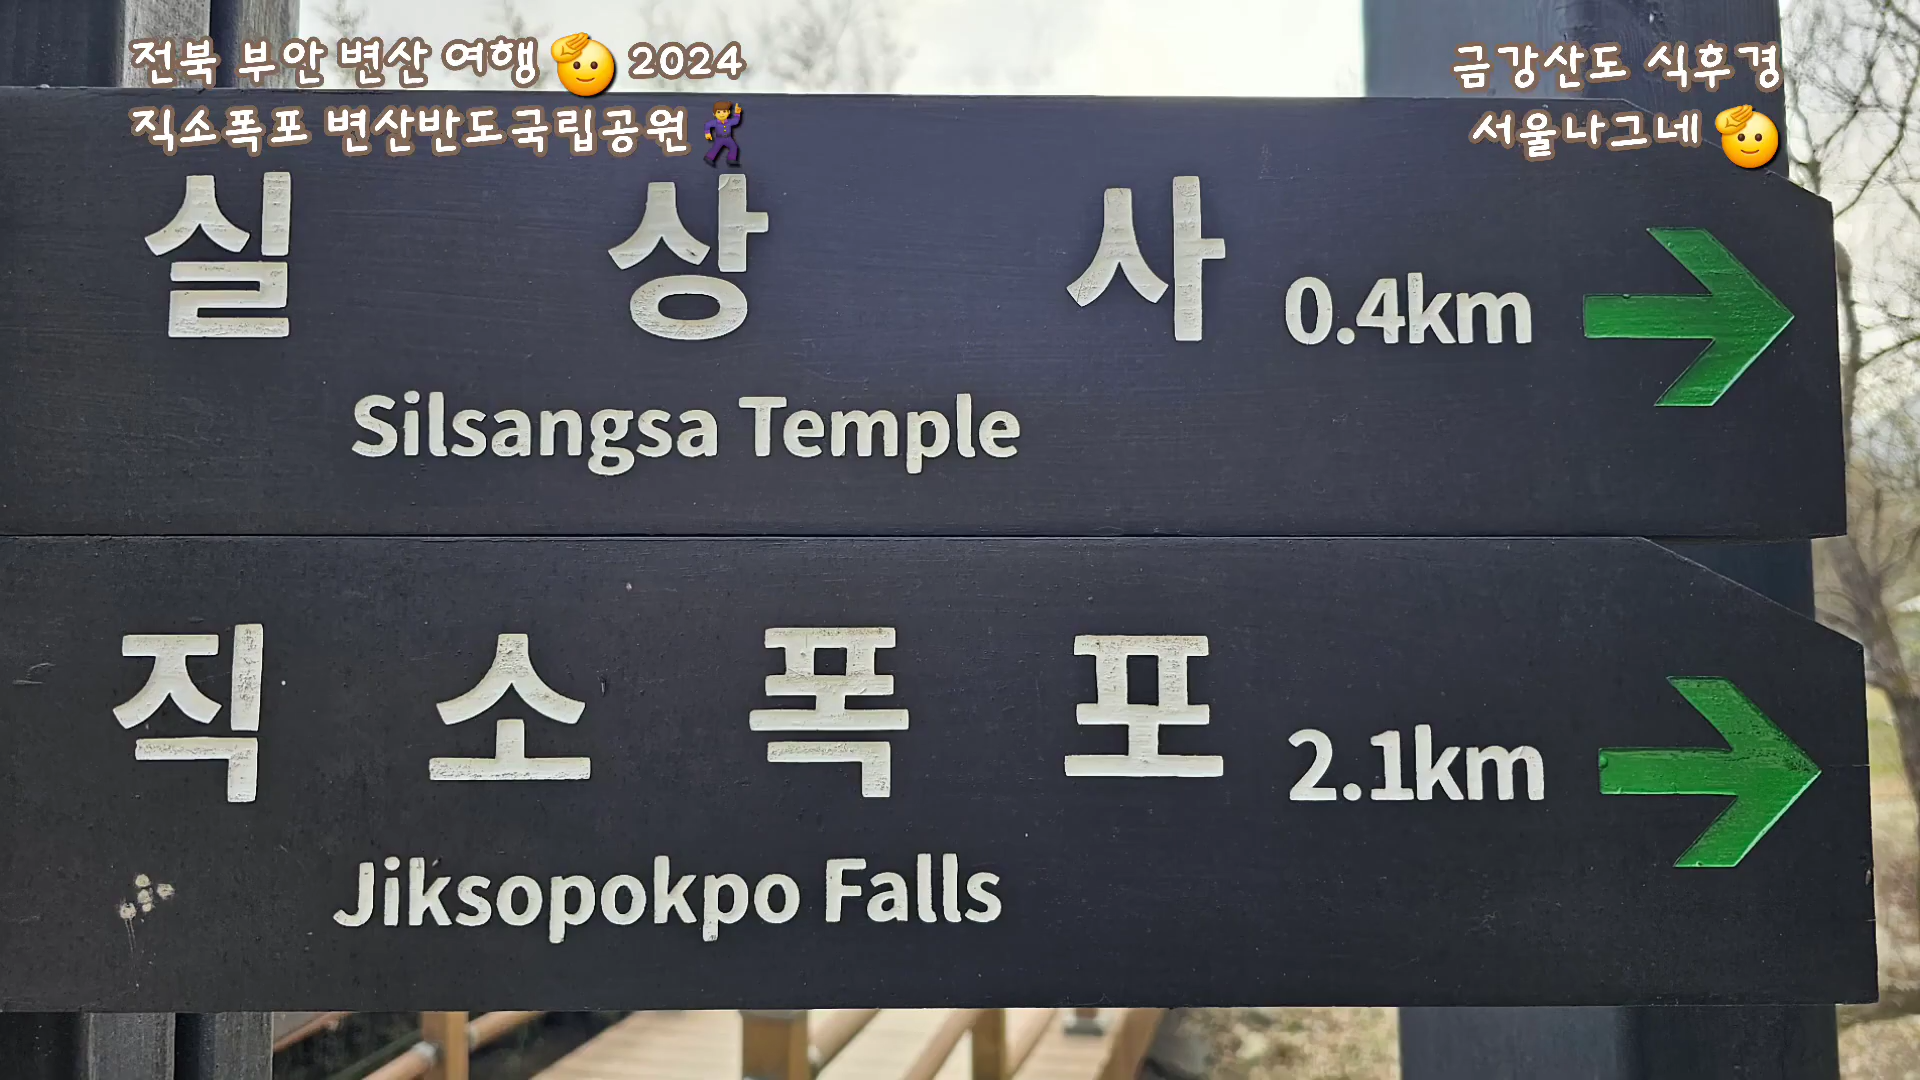 전북 부안 변산 여행 🫡 2024
직소폭포 변산반도국립공원 🕺
금강산도 식후경
서울나그네 🫡
실상사 0.4km →
Silsangsa Temple
직소폭포 2.1km →
Jiksopokpo Falls